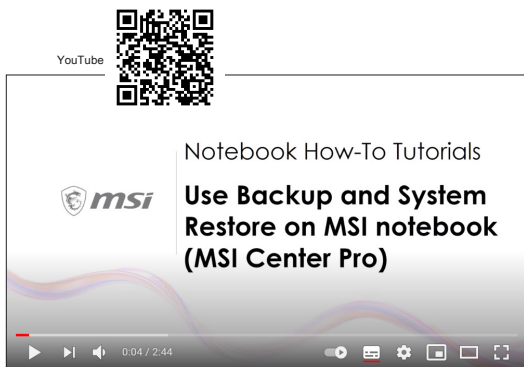 YouTube
Notebook How-To Tutorials
msi
Use Backup and System
Restore on MSI notebook
(MSI Center Pro)
0:04 / 2:44